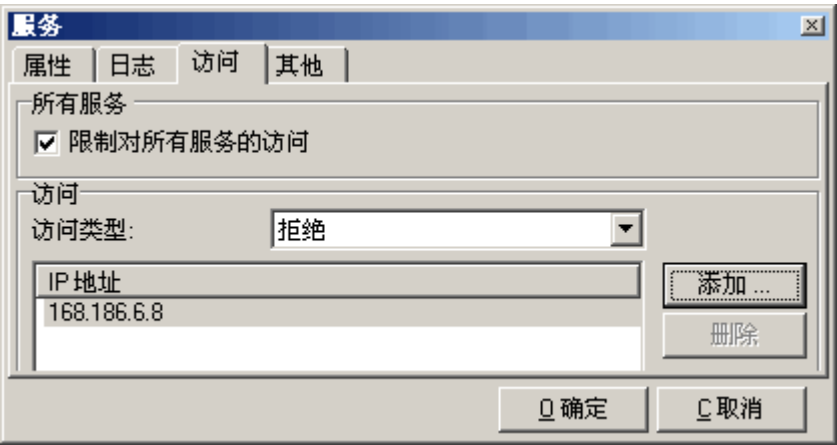 服务
属性 日志 访问 其他
所有服务
限制对所有服务的访问
访问
访问类型: 拒绝
IP 地址
添加 ...
168.186.6.8
删除
O 确定 C 取消